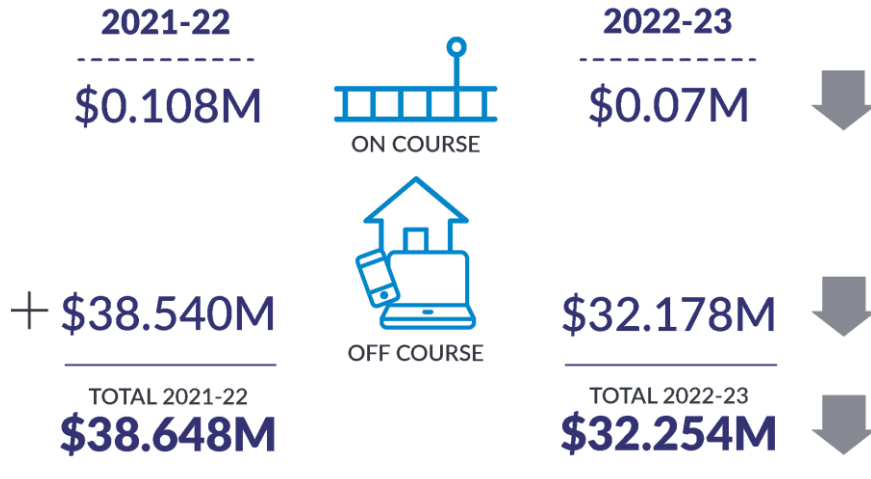 2021-22
2022-23
$0.108M
ON COURSE
$0.07M
+ $38.540M
OFF COURSE
$32.178M
TOTAL 2021-22
$38.648M
TOTAL 2022-23
$32.254M